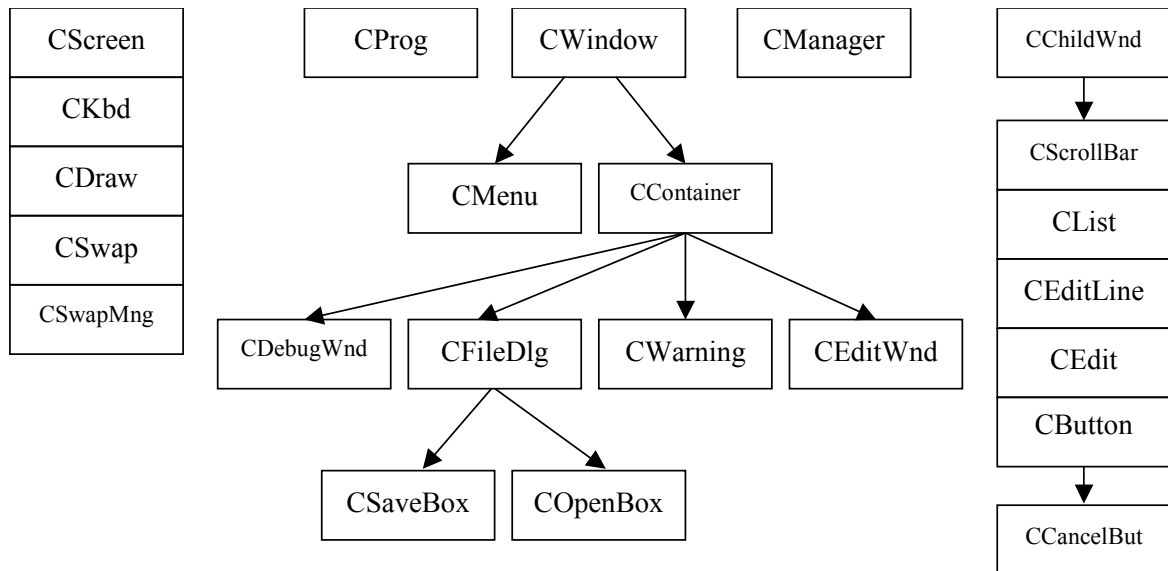 CScreen
CKbd
CDraw
CSwap
CSwapMng
CProg
CWindow
CManager
CMenu
CContainer
CDebugWnd
CFileDlg
CWarning
CEditWnd
CSaveBox
COpenBox
CChildWnd
CScrollBar
CList
CEditLine
CEdit
CButton
CCancelBut